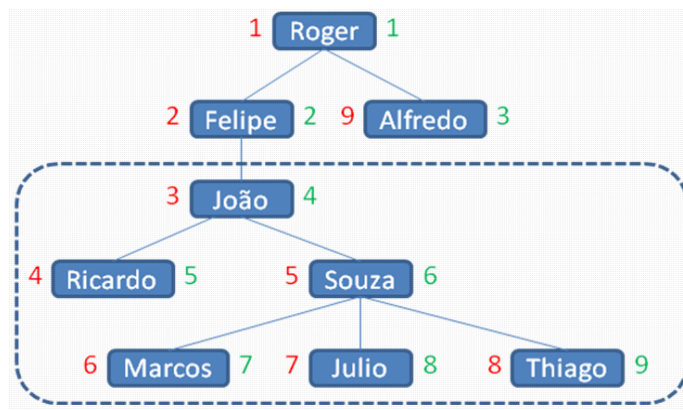 1 Roger 1
2 Felipe 2 9 Alfredo 3
3 João 4
4 Ricardo 5 5 Souza 6
6 Marcos 7 7 Julio 8 8 Thiago 9